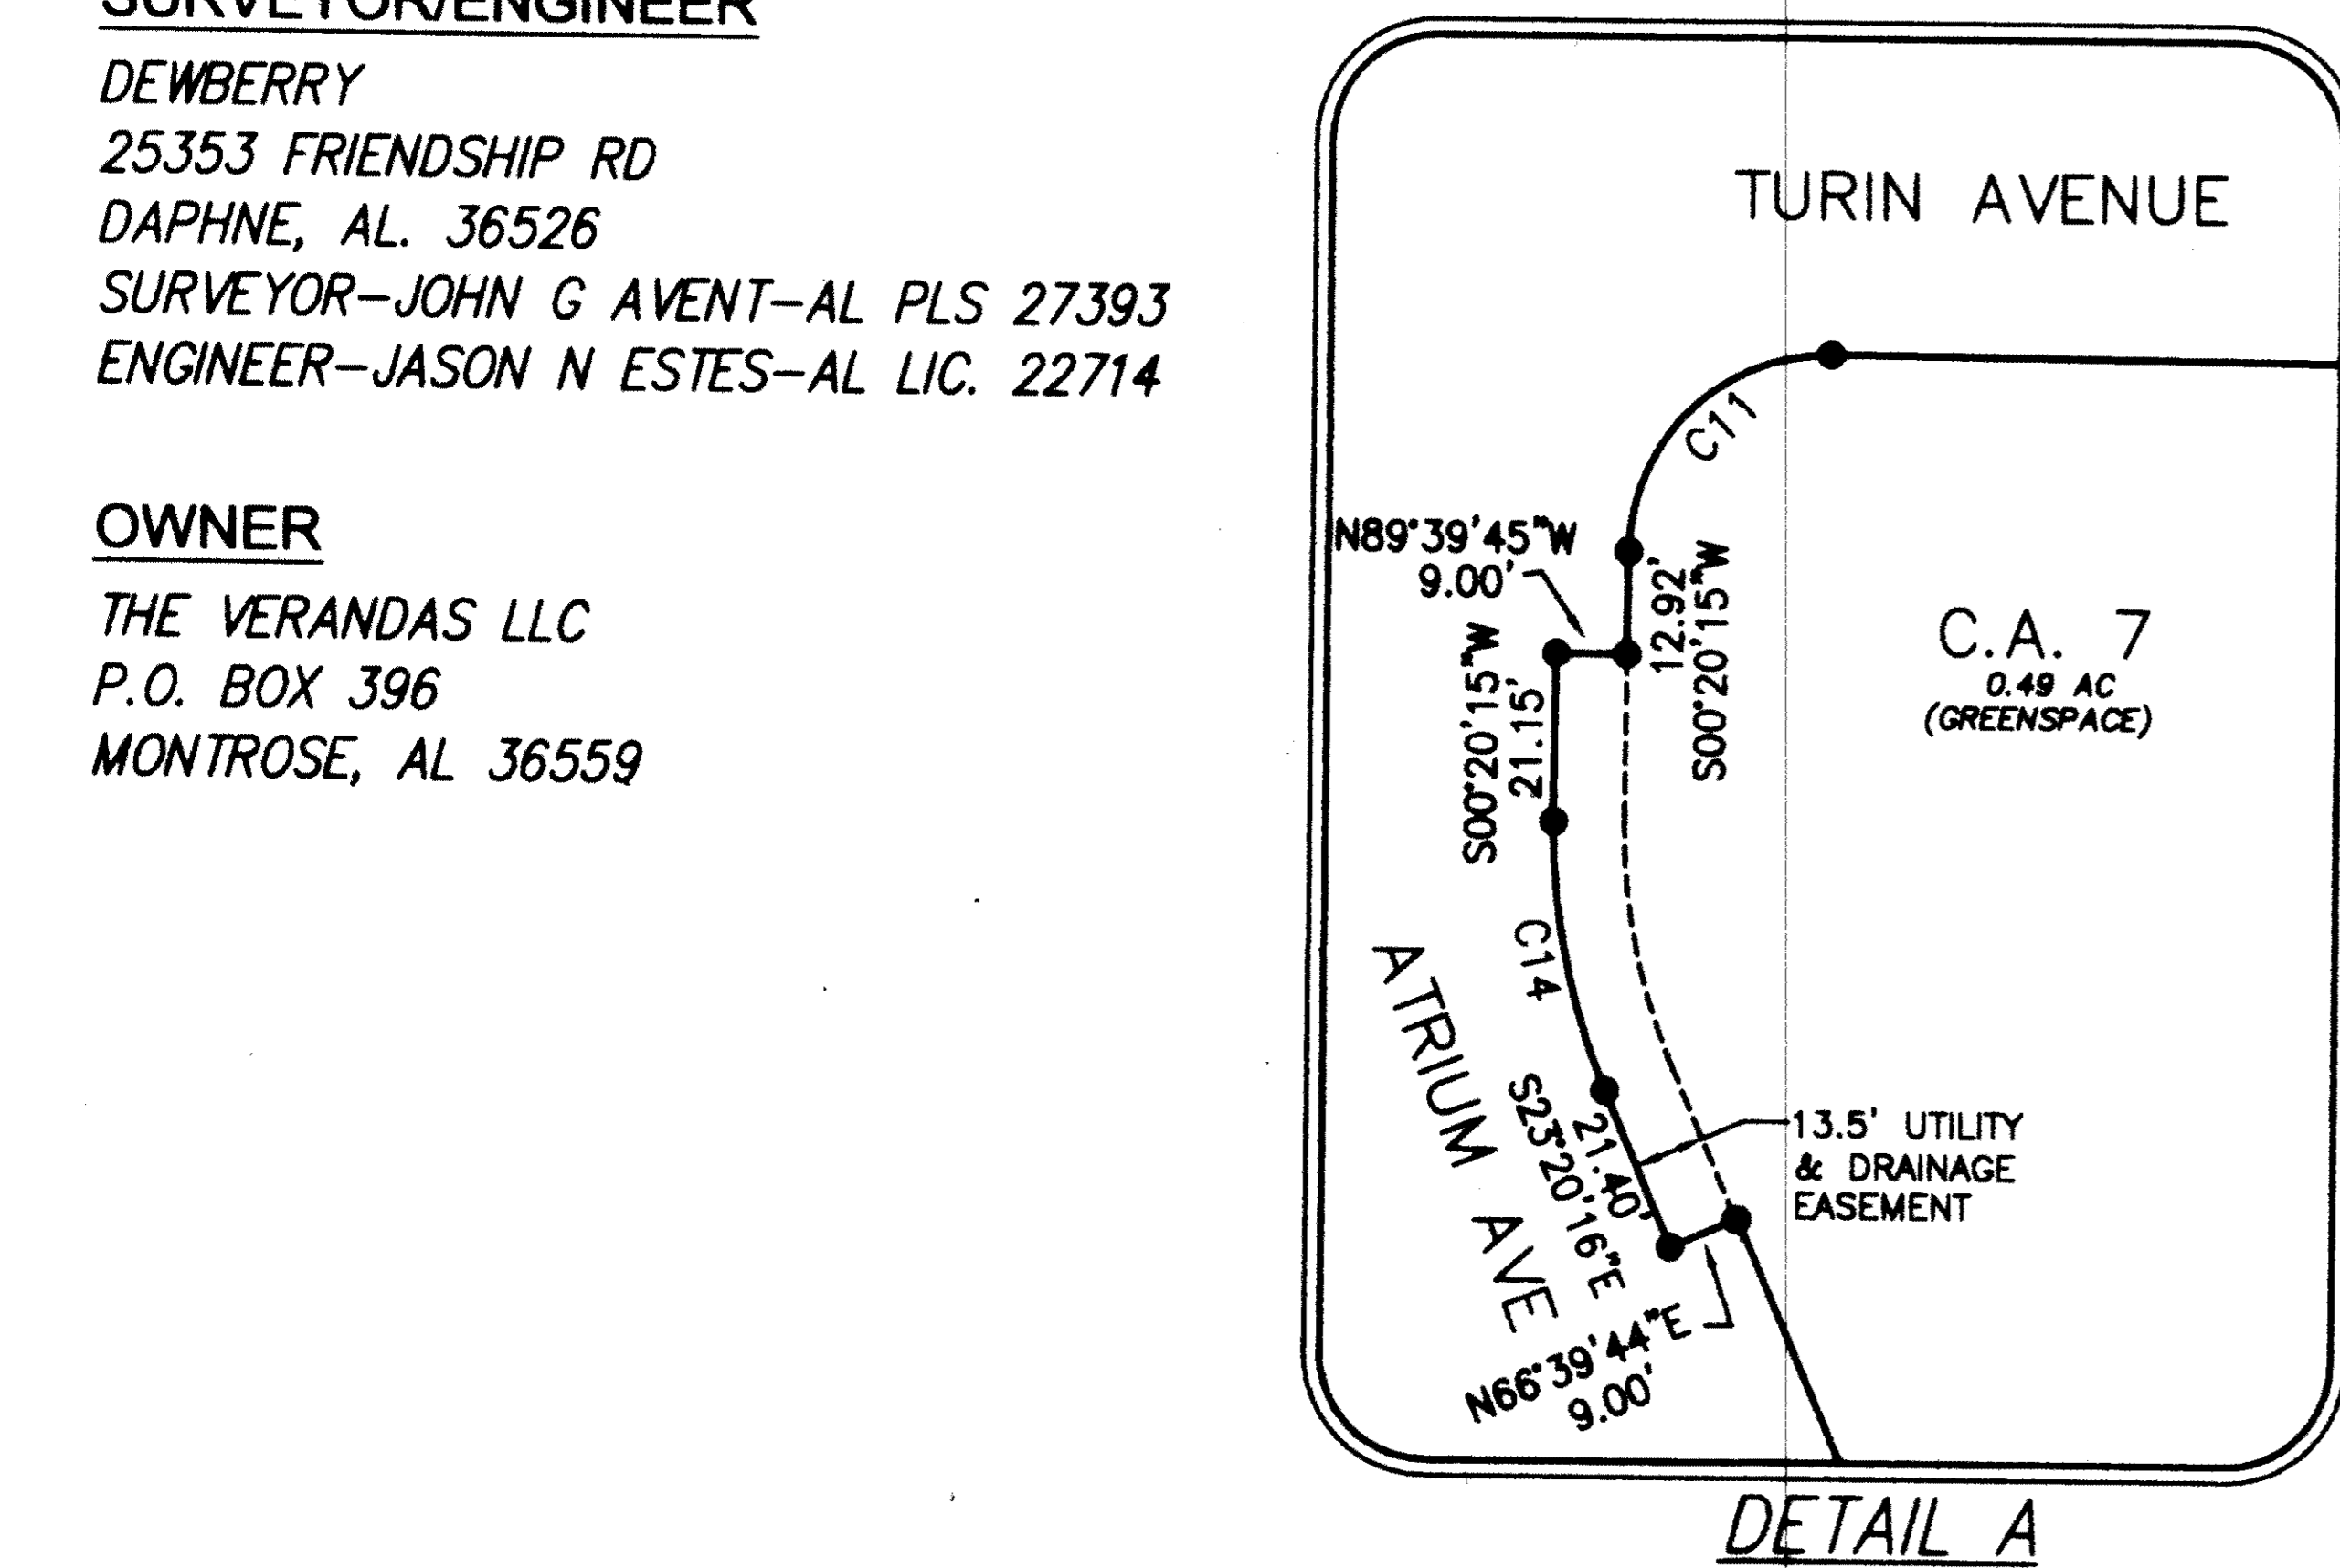 SURVEYOR/ENGINEER
DEWBERRY
25353 FRIENDSHIP RD
DAPHNE, AL. 36526
SURVEYOR-JOHN G AVENT-AL PLS 27393
ENGINEER-JASON N ESTES-AL LIC. 22714
OWNER
THE VERANDAS LLC
P.O. BOX 396
MONTROSE, AL 36559
TURIN AVENUE
C11
N89°39'45"W
9.00'
12.92'
S00°20'15"W
S00°20'15"W
21.15'
C.A. 7
0.49 AC
(GREENSPACE)
C14
ATRIUM AVE
21.40'
S23°20'16"E
13.5' UTILITY
& DRAINAGE
EASEMENT
N66°39'44"E
9.00'
DETAIL A